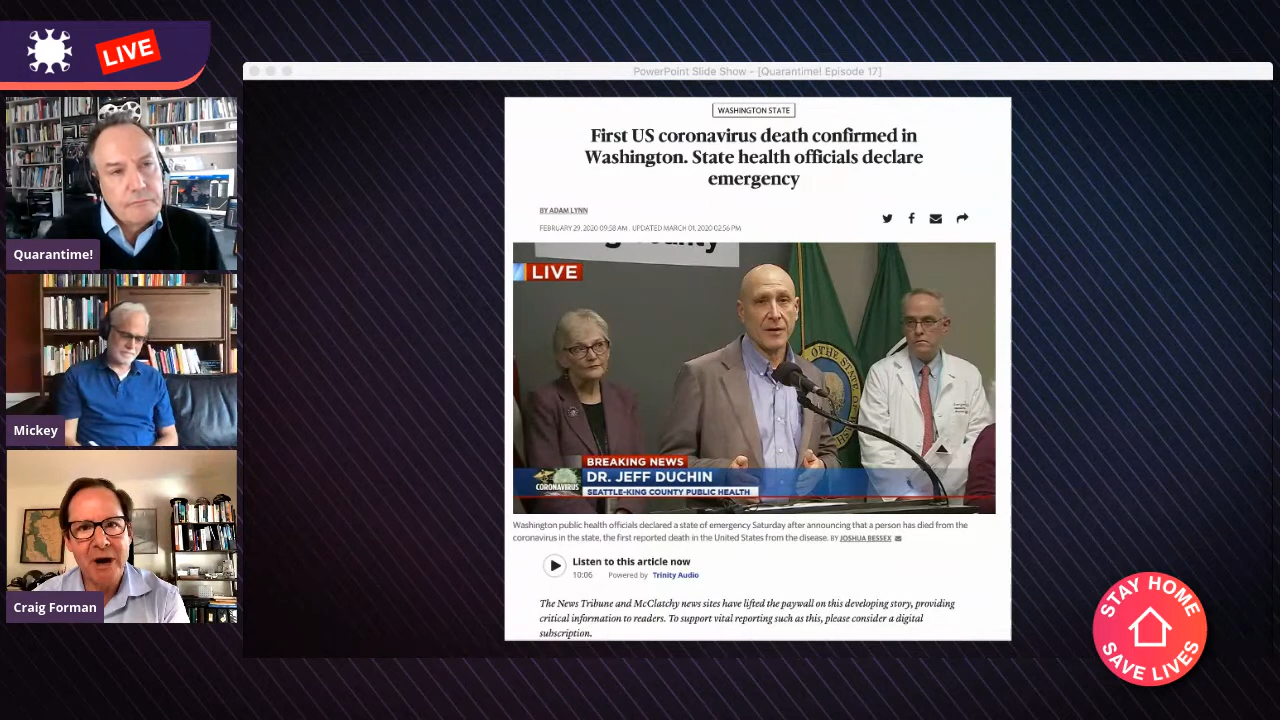 LIVE
PowerPoint Slide Show - [Quarantime! Episode 17]
WASHINGTON STATE
First US coronavirus death confirmed in
Washington. State health officials declare
emergency
BY ADAM LYNN
FEBRUARY 29, 2020 09:58 AM, UPDATED MARCH 01, 2020 02:56 PM
LIVE
OF THE STATE OF
BREAKING NEWS
CORONAVIRUS
DR. JEFF DUCHIN
SEATTLE-KING COUNTY PUBLIC HEALTH
Washington public health officials declared a state of emergency Saturday after announcing that a person has died from the
coronavirus in the state, the first reported death in the United States from the disease. BY JOSHUA BESSEX
Listen to this article now
10:06 Powered by Trinity Audio
The News Tribune and McClatchy news sites have lifted the paywall on this developing story, providing
critical information to readers. To support vital reporting such as this, please consider a digital
subscription.
Quarantime!
Mickey
Craig Forman
STAY HOME
SAVE LIVES